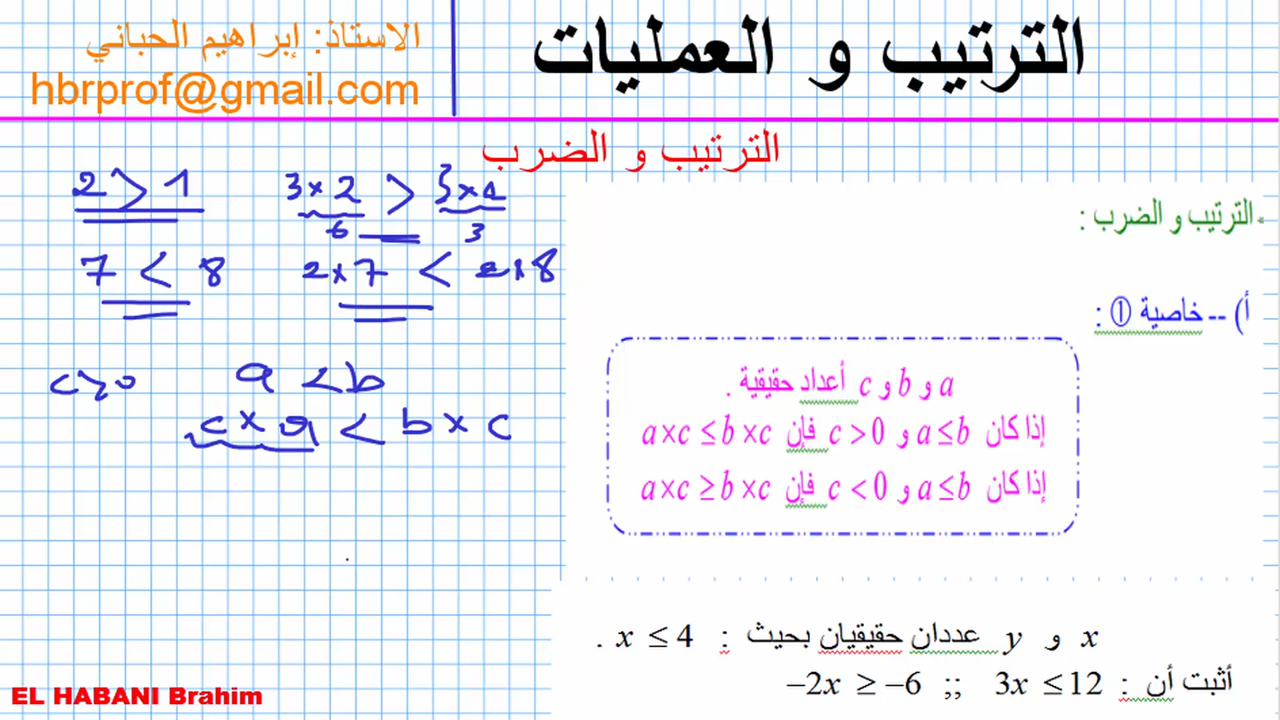 الترتيب و العمليات
الاستاذ: إبراهيم الحباني
hbrprof@gmail.com
الترتيب و الضرب
2 > 1
3 × 2 > 3 × 1
6 3
7 < 8
2 × 7 < 2 × 8
c > 0
a < b
c × a < b × c
الترتيب و الضرب :
أ) -- خاصية ① :
a و b و c أعداد حقيقية .
إذا كان a ≤ b و c > 0 فإن a×c ≤ b×c
إذا كان a ≤ b و c < 0 فإن a×c ≥ b×c
x و y عددان حقيقيان بحيث : x ≤ 4 .
أثبت أن : 3x ≤ 12 ;; −2x ≥ −6
EL HABANI Brahim